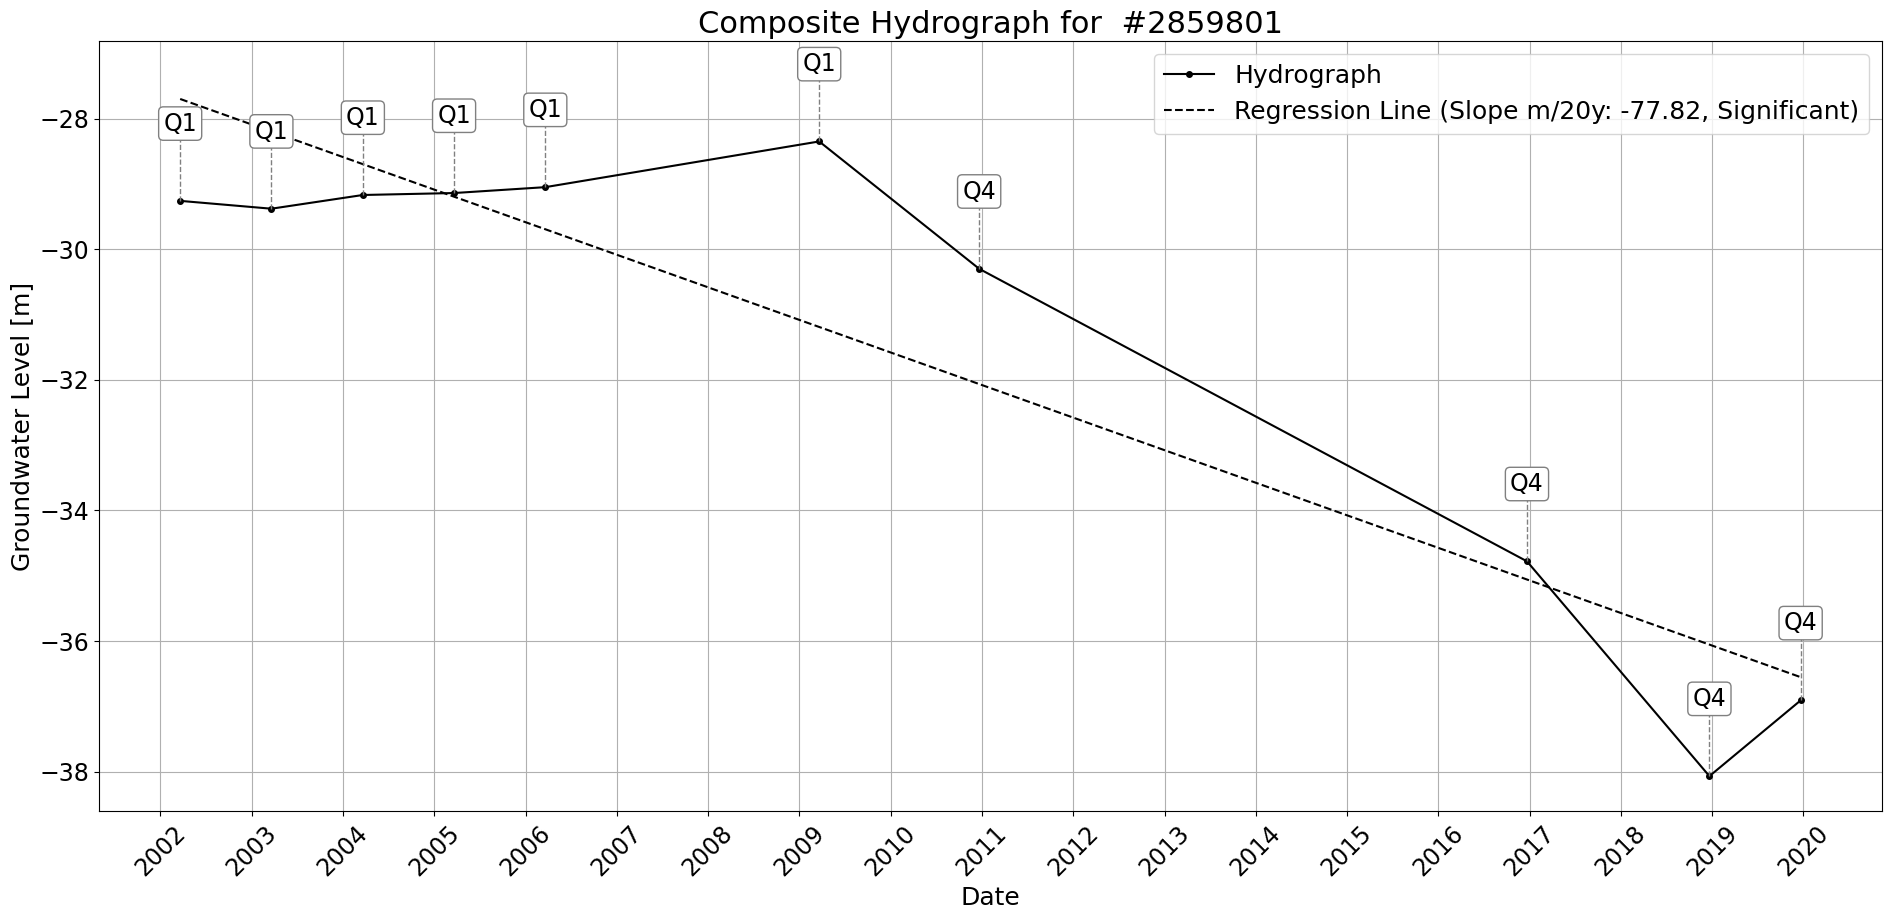 Composite Hydrograph for  #2859801
Hydrograph
Regression Line (Slope m/20y: -77.82, Significant)
Groundwater Level [m]
−28
−30
−32
−34
−36
−38
Q1
Q1
Q1
Q1
Q1
Q1
Q4
Q4
Q4
Q4
2002
2003
2004
2005
2006
2007
2008
2009
2010
2011
2012
2013
2014
2015
2016
2017
2018
2019
2020
Date